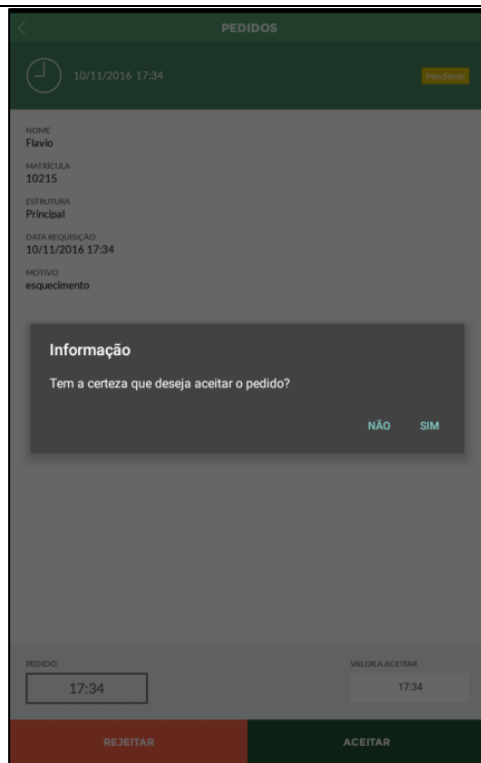 PEDIDOS
10/11/2016 17:34
Pendente
NOME
Flavio
MATRÍCULA
10215
ESTRUTURA
Principal
DATA REQUISIÇÃO
10/11/2016 17:34
MOTIVO
esquecimento
Informação
Tem a certeza que deseja aceitar o pedido?
NÃO SIM
PEDIDO VALOR A ACEITAR
17:34 17:34
REJEITAR ACEITAR